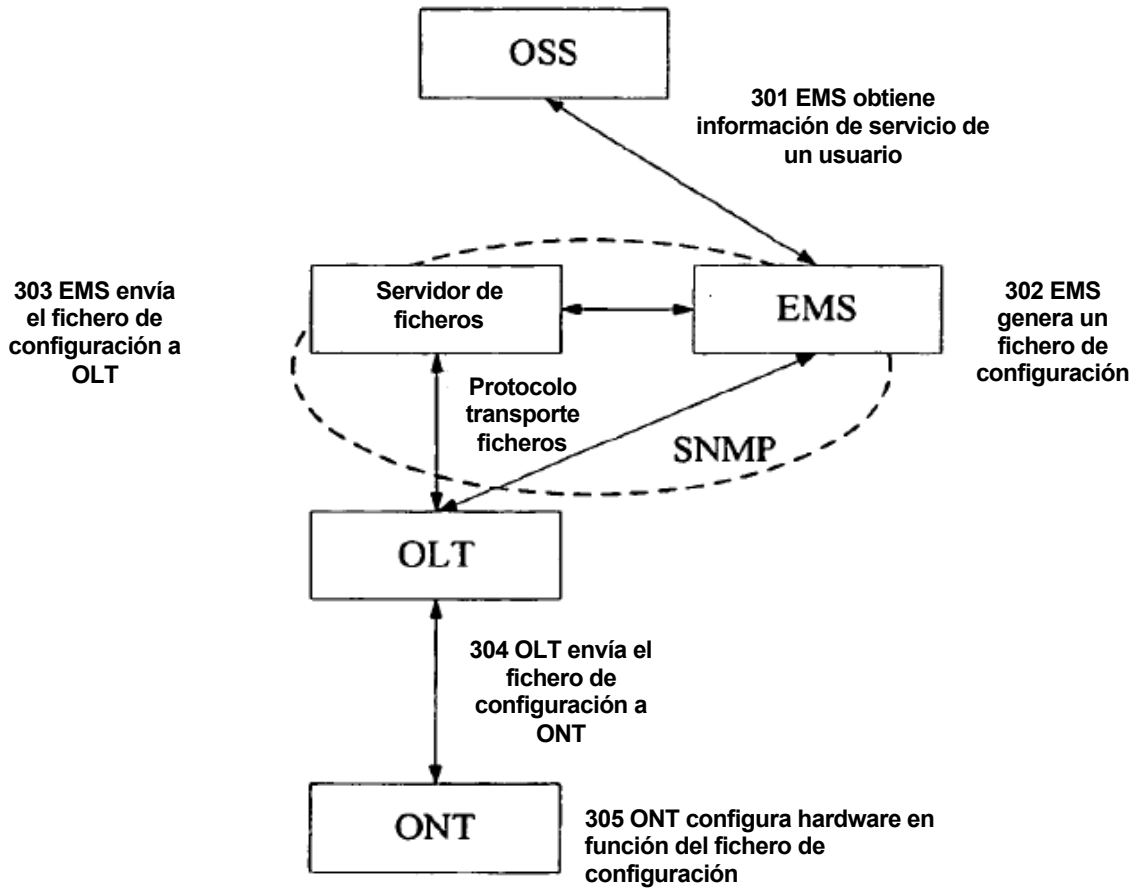 OSS
301 EMS obtiene
información de servicio de
un usuario
303 EMS envía
el fichero de
configuración a
OLT
Servidor de
ficheros
EMS
302 EMS
genera un
fichero de
configuración
Protocolo
transporte
ficheros
SNMP
OLT
304 OLT envía el
fichero de
configuración a
ONT
ONT
305 ONT configura hardware en
función del fichero de
configuración